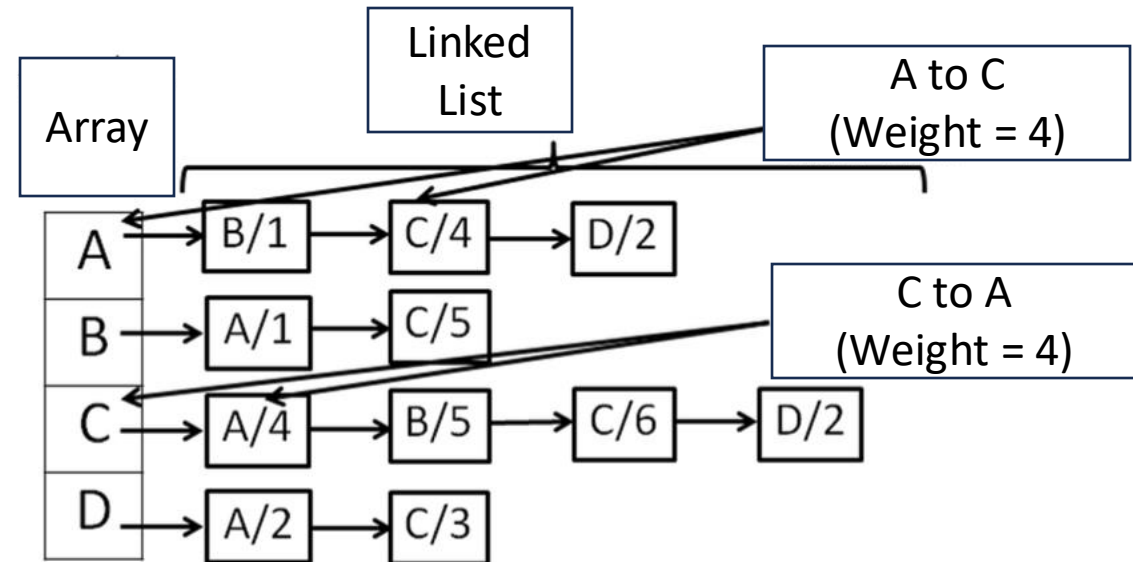 Linked
List
Array
A to C
(Weight = 4)
A B/1 C/4 D/2
C to A
(Weight = 4)
B A/1 C/5
C A/4 B/5 C/6 D/2
D A/2 C/3